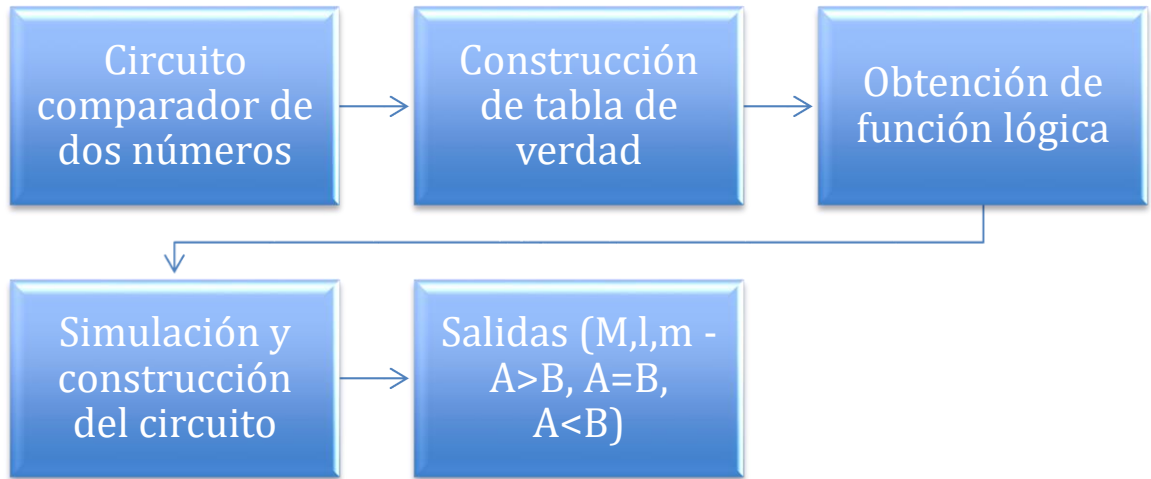 Circuito
comparador de
dos números
Construcción
de tabla de
verdad
Obtención de
función lógica
Simulación y
construcción
del circuito
Salidas (M,l,m -
A>B, A=B,
A<B)